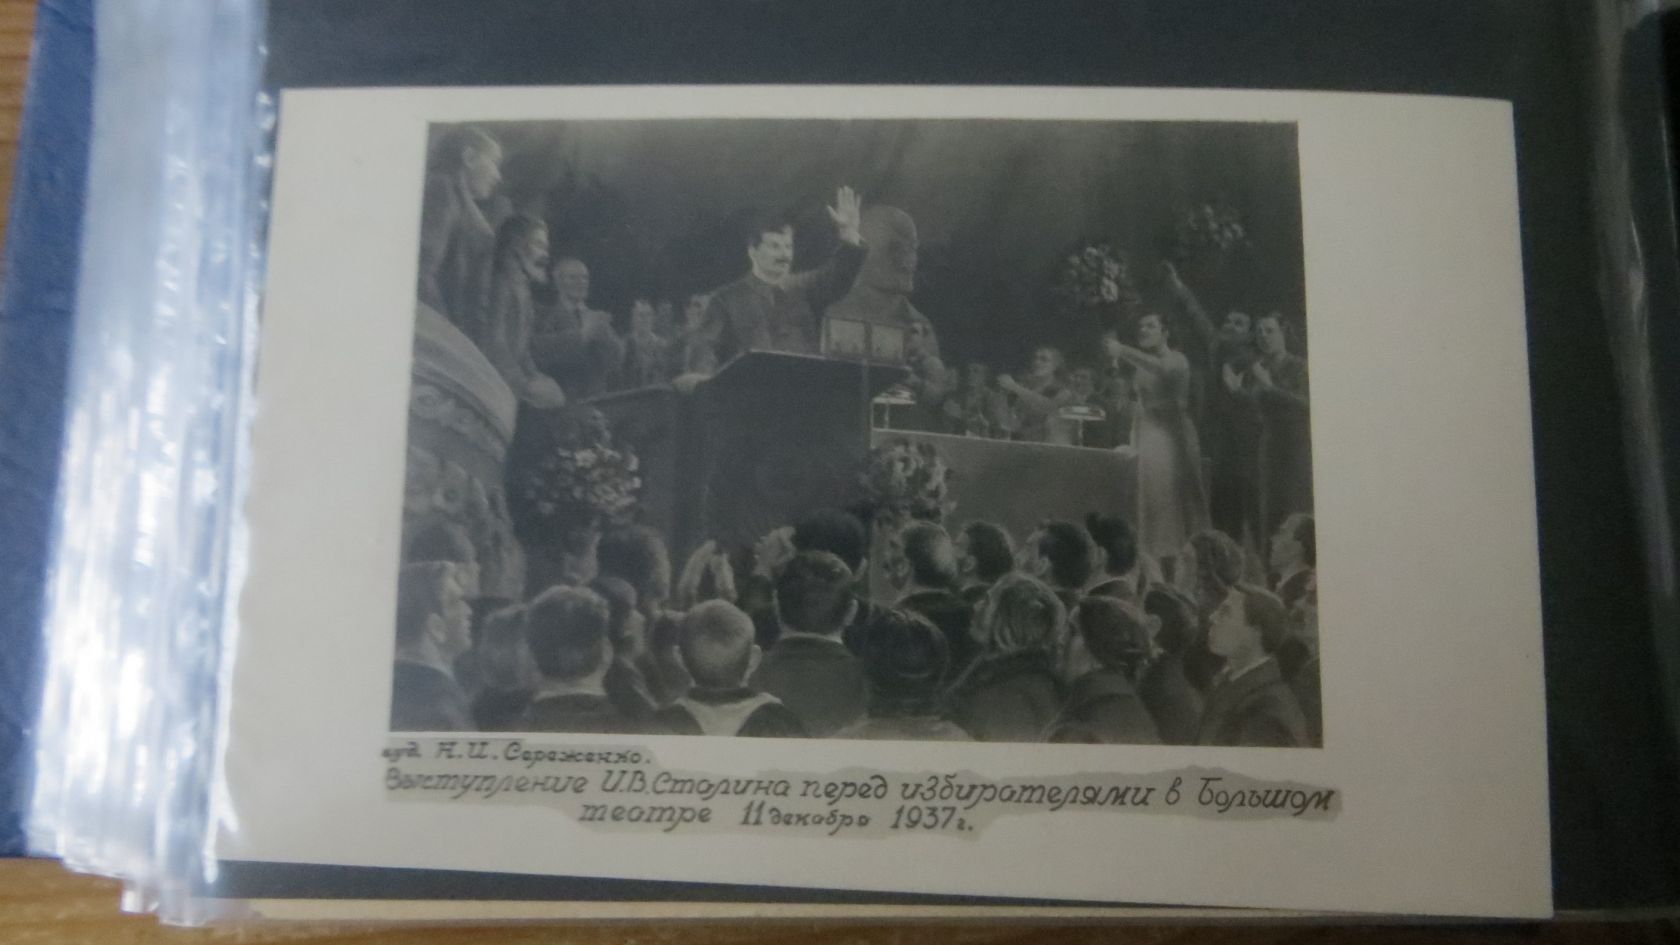 худ. Н.И. Сереженко.
Выступление И.В.Сталина перед избирателями в Большом
театре 11 декабря 1937г.